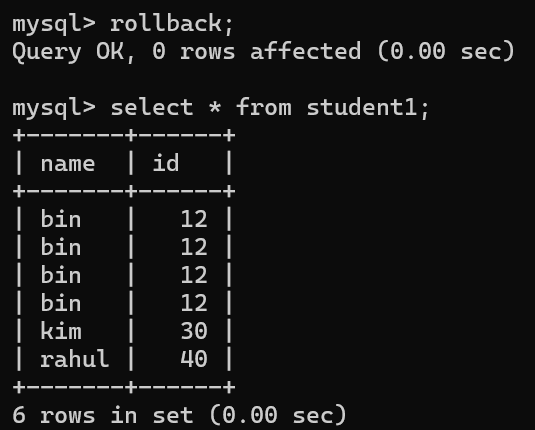 mysql> rollback;
Query OK, 0 rows affected (0.00 sec)
mysql> select * from student1;
+-------+------+
| name  | id   |
+-------+------+
| bin   |   12 |
| bin   |   12 |
| bin   |   12 |
| bin   |   12 |
| kim   |   30 |
| rahul |   40 |
+-------+------+
6 rows in set (0.00 sec)